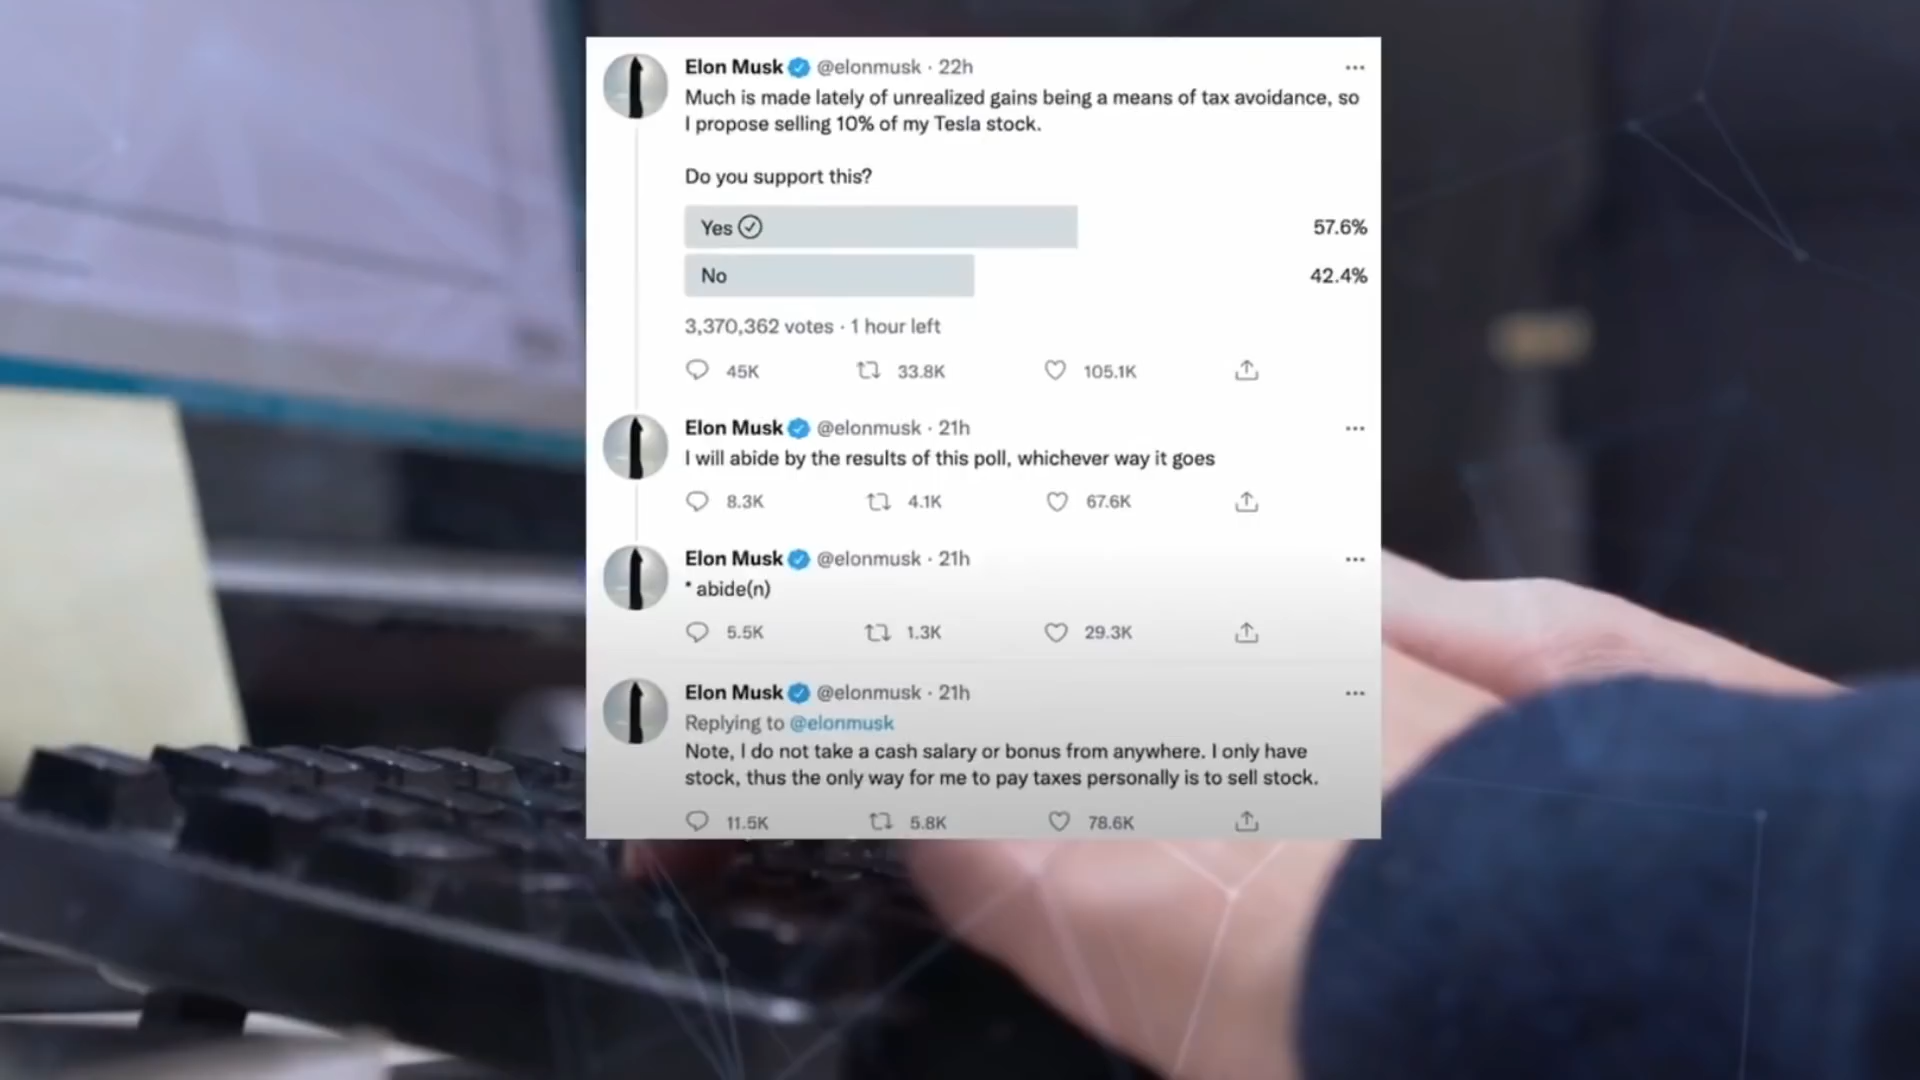 Elon Musk @elonmusk · 22h
Much is made lately of unrealized gains being a means of tax avoidance, so
I propose selling 10% of my Tesla stock.
Do you support this?
Yes 57.6%
No 42.4%
3,370,362 votes · 1 hour left
45K 33.8K 105.1K
Elon Musk @elonmusk · 21h
I will abide by the results of this poll, whichever way it goes
8.3K 4.1K 67.6K
Elon Musk @elonmusk · 21h
* abide(n)
5.5K 1.3K 29.3K
Elon Musk @elonmusk · 21h
Replying to @elonmusk
Note, I do not take a cash salary or bonus from anywhere. I only have
stock, thus the only way for me to pay taxes personally is to sell stock.
11.5K 5.8K 78.6K